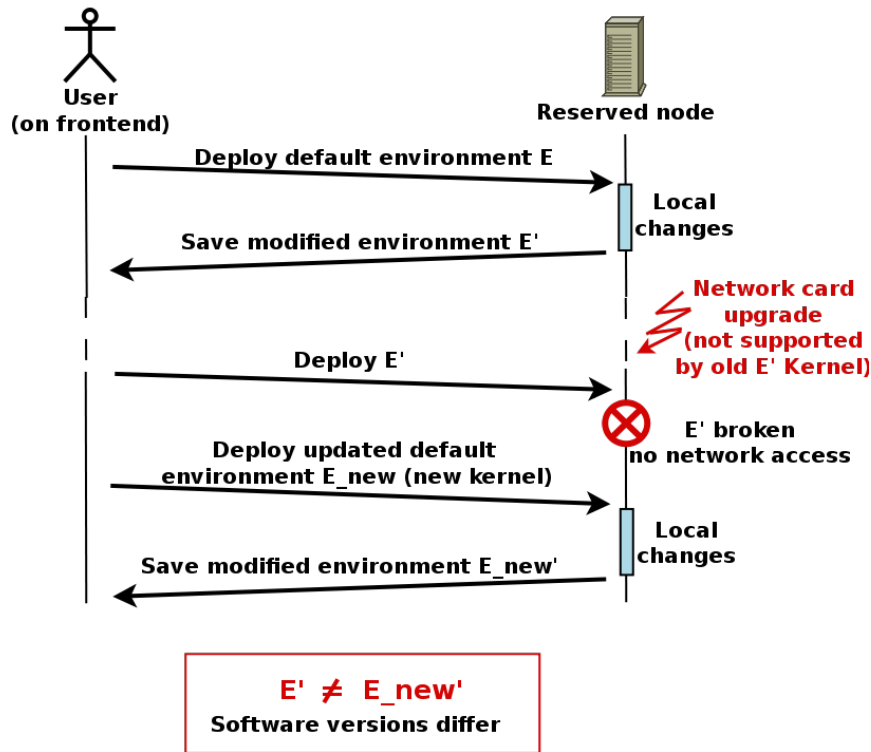 User
(on frontend)
Reserved node
Deploy default environment E
Local
changes
Save modified environment E'
Network card
upgrade
(not supported
by old E' Kernel)
Deploy E'
E' broken
no network access
Deploy updated default
environment E_new (new kernel)
Local
changes
Save modified environment E_new'
E' ≠ E_new'
Software versions differ